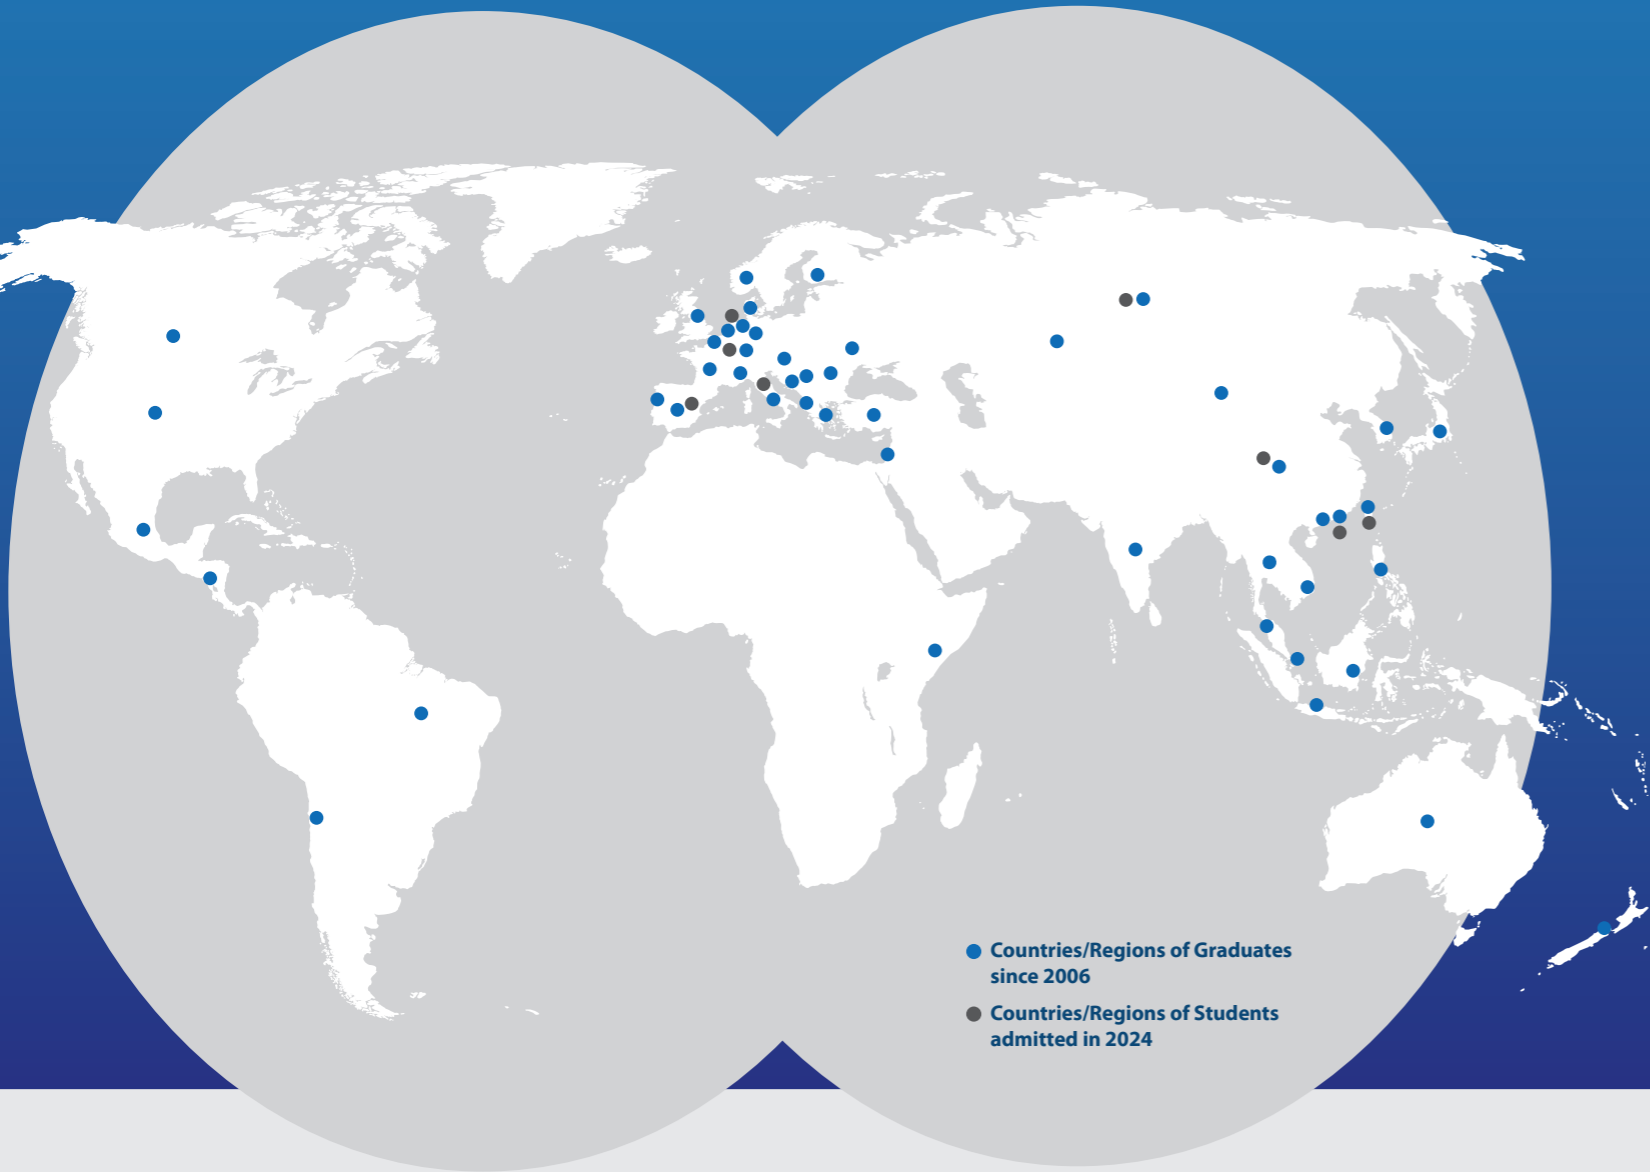 Countries/Regions of Graduates
since 2006
Countries/Regions of Students
admitted in 2024